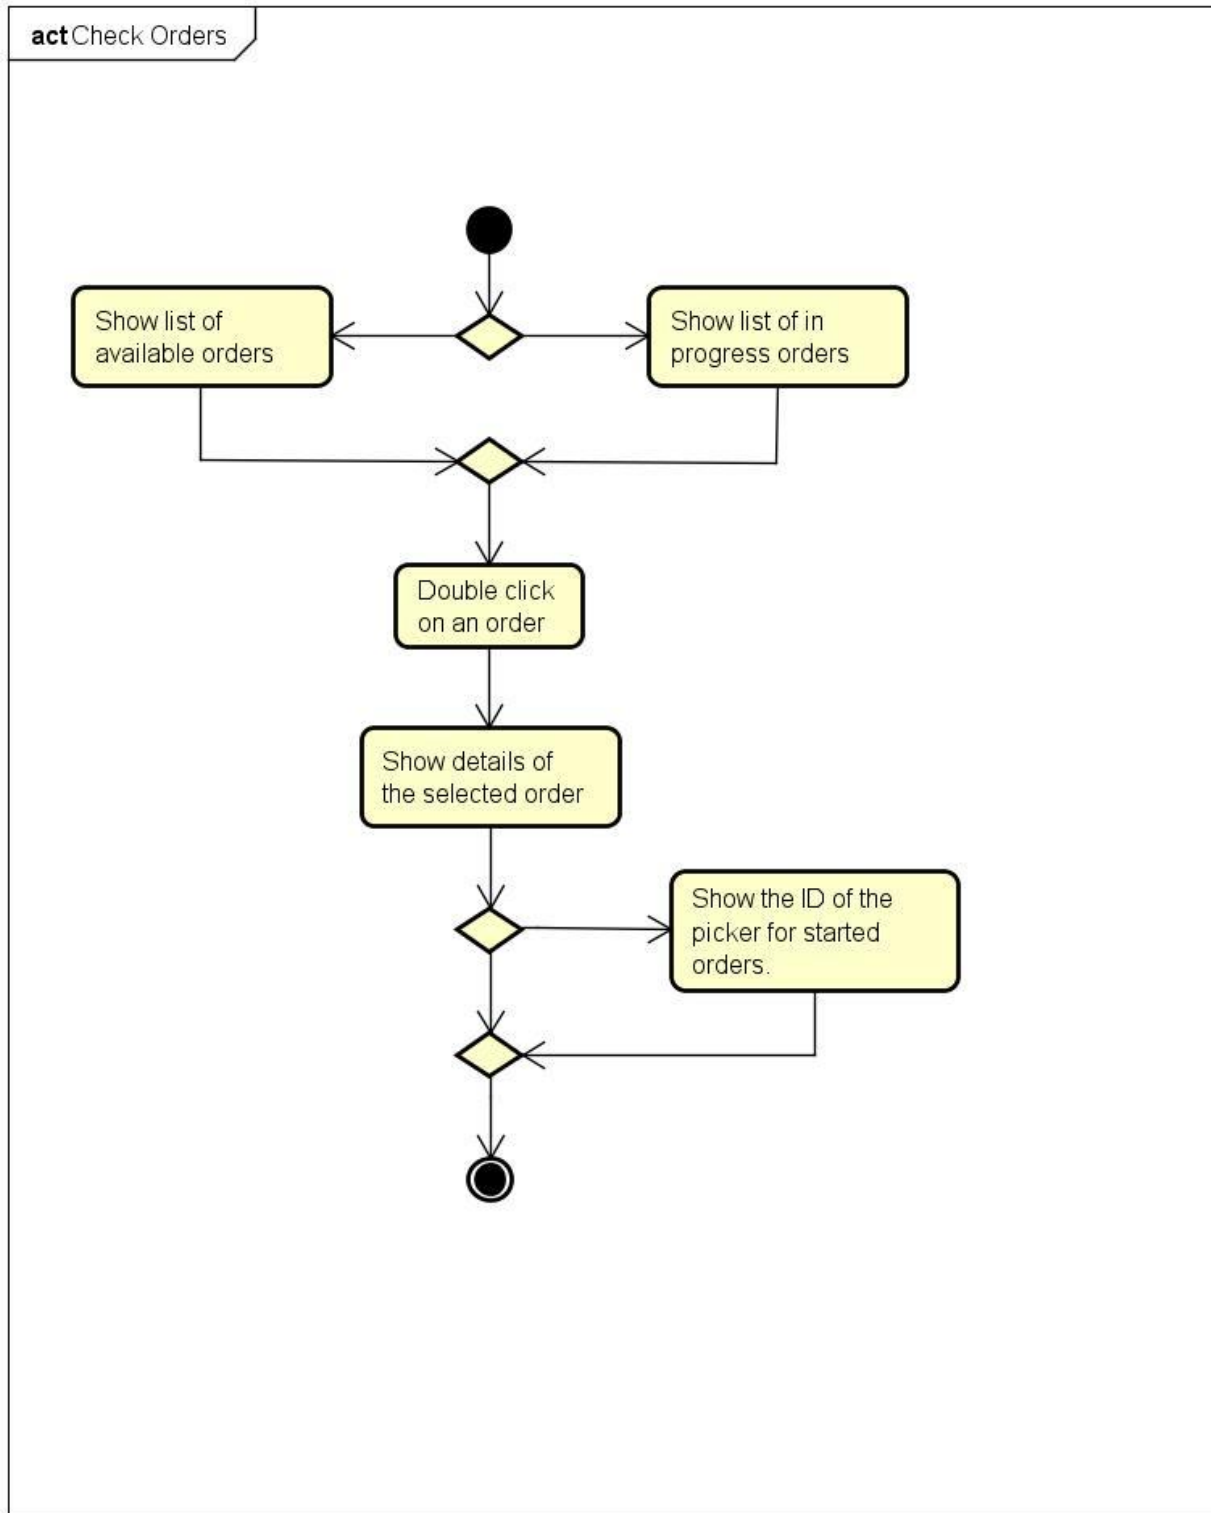 act Check Orders
Show list of
available orders
Show list of in
progress orders
Double click
on an order
Show details of
the selected order
Show the ID of the
picker for started
orders.